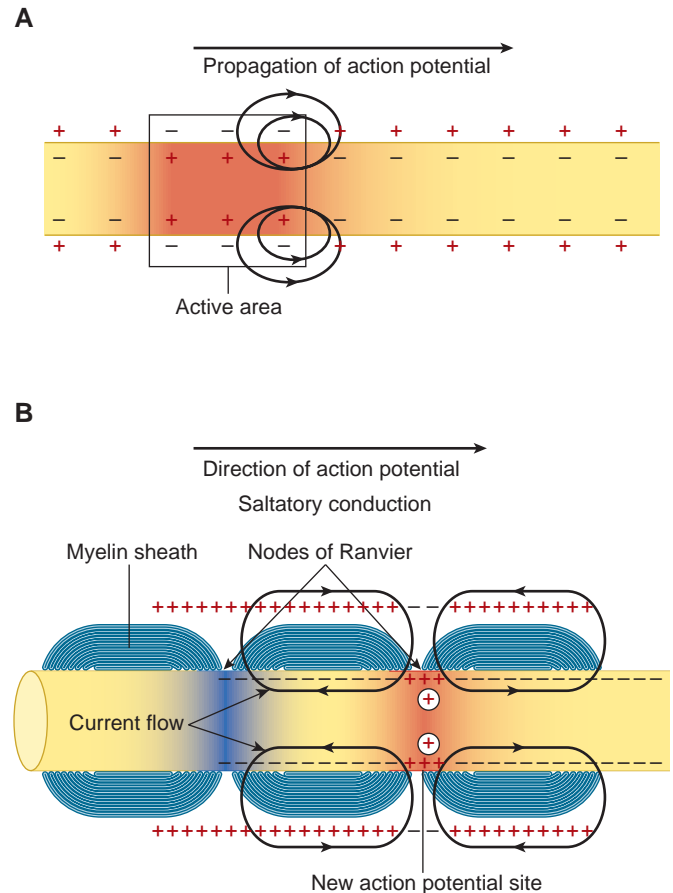 A
Propagation of action potential
+ + − − − + + + + + +
− − + + + − − − − − −
− − + + + − − − − − −
+ + − − − + + + + + +
Active area
B
Direction of action potential
Saltatory conduction
Myelin sheath
Nodes of Ranvier
Current flow
New action potential site